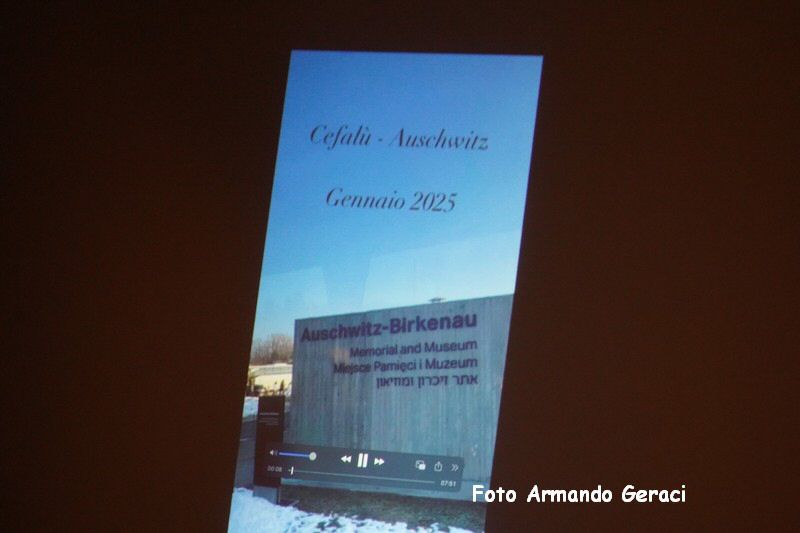 Cefalù - Auschwitz
Gennaio 2025
Auschwitz-Birkenau
Memorial and Museum
Miejsce Pamięci i Muzeum
אתר זיכרון ומוזיאון
00:08
07:51
Foto Armando Geraci